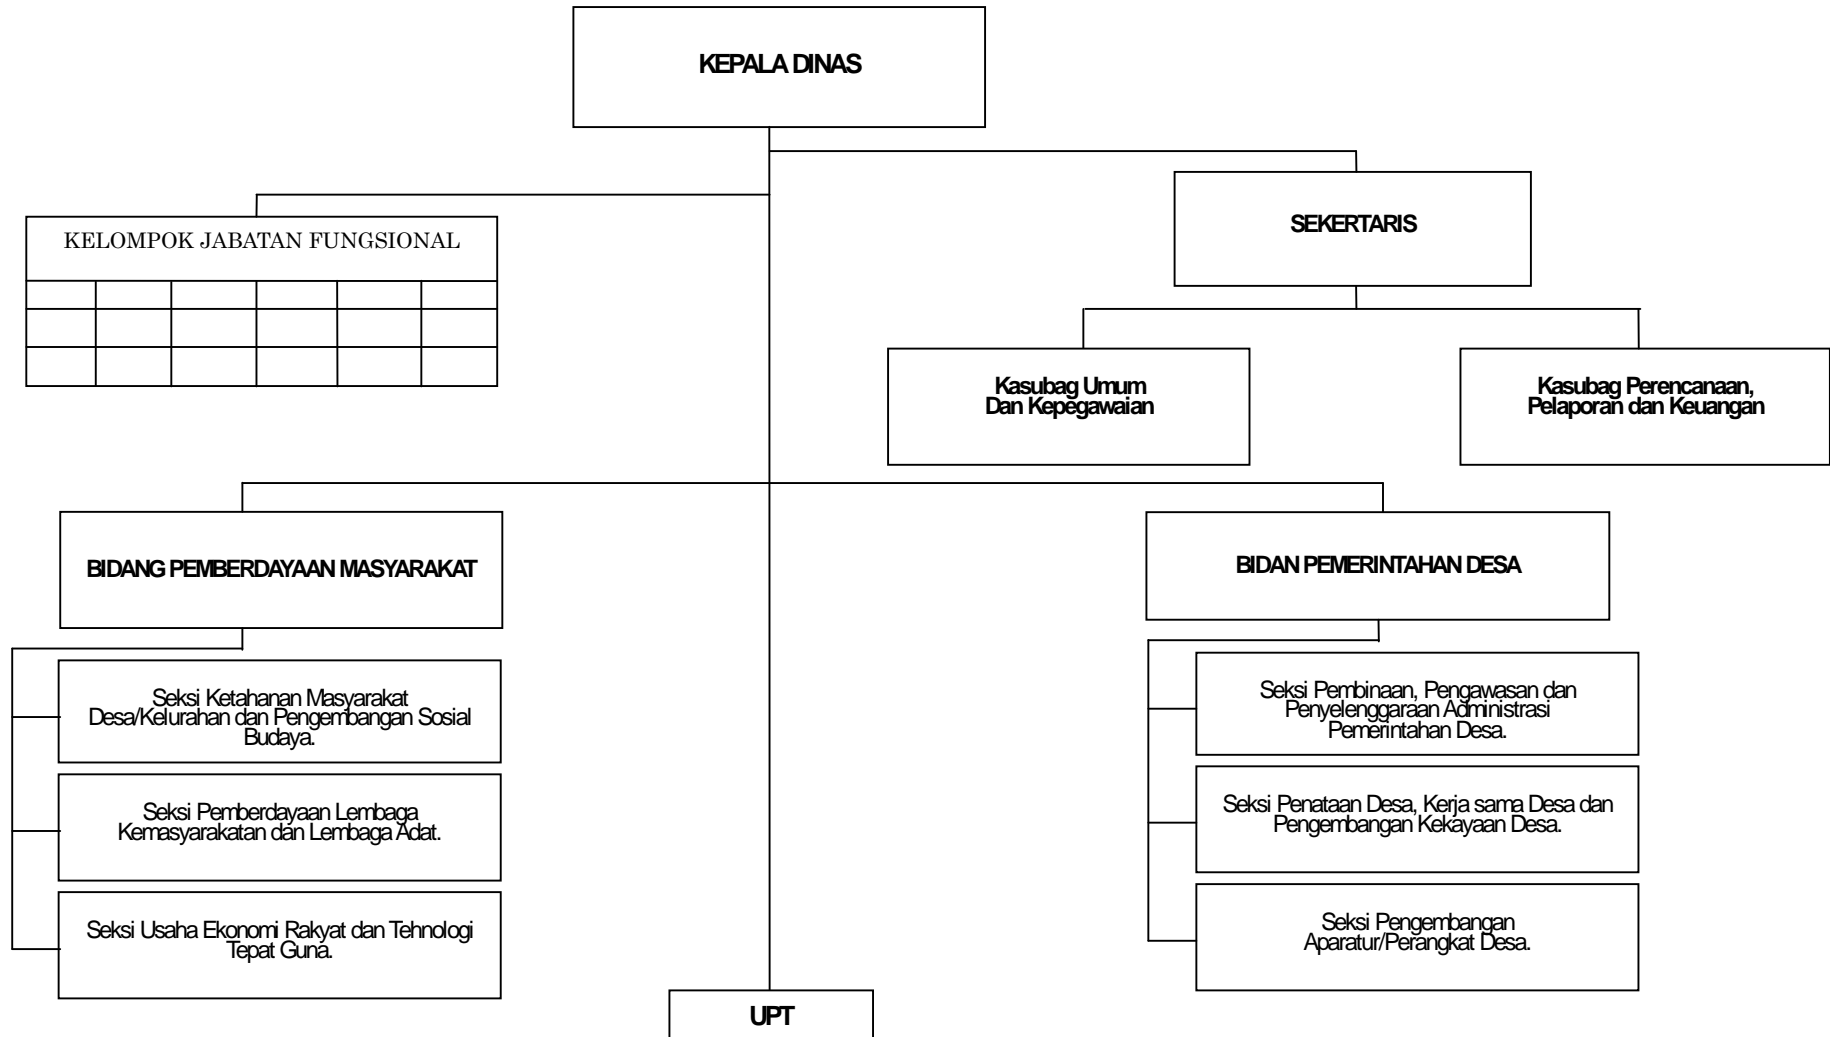 KEPALA DINAS
SEKERTARIS
KELOMPOK JABATAN FUNGSIONAL
Kasubag Umum
Dan Kepegawaian
Kasubag Perencanaan,
Pelaporan dan Keuangan
BIDANG PEMBERDAYAAN MASYARAKAT
BIDAN PEMERINTAHAN DESA
Seksi Ketahanan Masyarakat
Desa/Kelurahan dan Pengembangan Sosial
Budaya.
Seksi Pemberdayaan Lembaga
Kemasyarakatan dan Lembaga Adat.
Seksi Usaha Ekonomi Rakyat dan Tehnologi
Tepat Guna.
Seksi Pembinaan, Pengawasan dan
Penyelenggaraan Administrasi
Pemerintahan Desa.
Seksi Penataan Desa, Kerja sama Desa dan
Pengembangan Kekayaan Desa.
Seksi Pengembangan
Aparatur/Perangkat Desa.
UPT